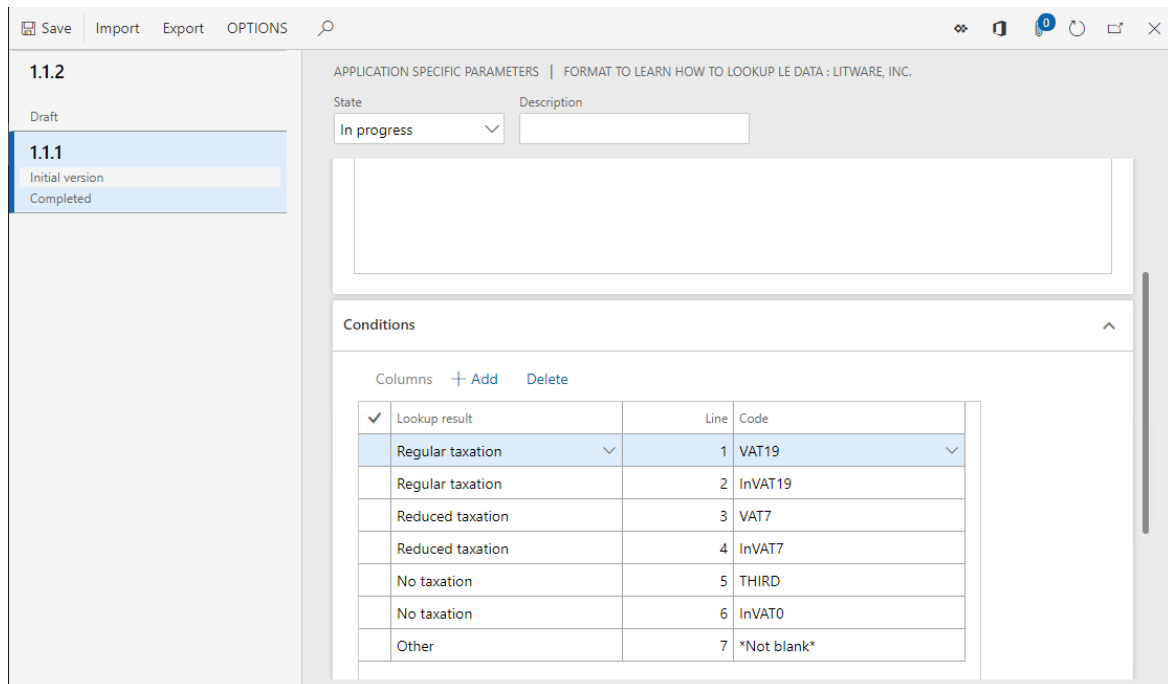 Save Import Export OPTIONS 0
1.1.2
Draft
1.1.1
Initial version
Completed
APPLICATION SPECIFIC PARAMETERS | FORMAT TO LEARN HOW TO LOOKUP LE DATA : LITWARE, INC.
State Description
In progress
Conditions
Columns + Add Delete
Lookup result Line Code
Regular taxation 1 VAT19
Regular taxation 2 InVAT19
Reduced taxation 3 VAT7
Reduced taxation 4 InVAT7
No taxation 5 THIRD
No taxation 6 InVAT0
Other 7 *Not blank*